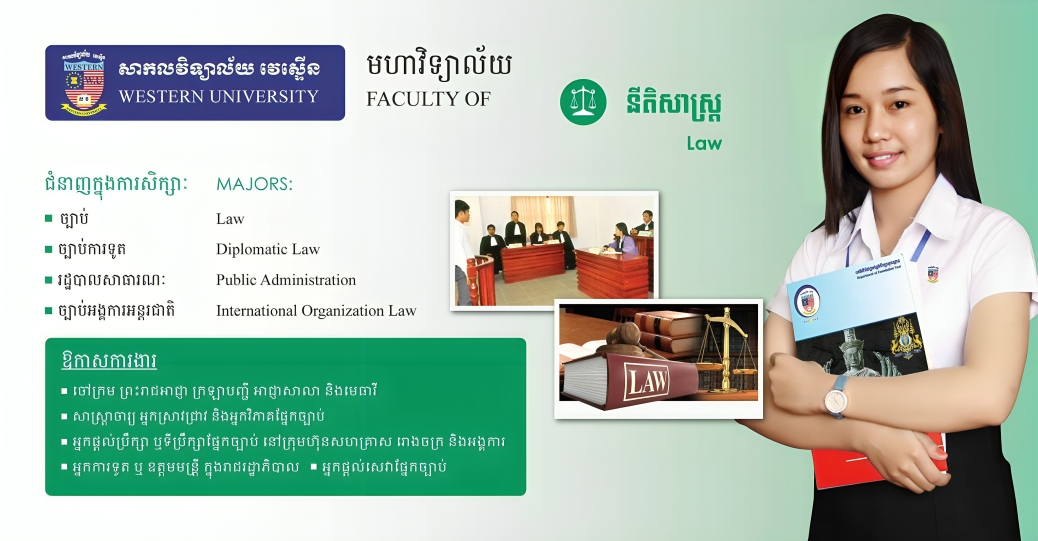 សាកលវិទ្យាល័យ វេស្ទើន
WESTERN UNIVERSITY
WESTERN
មហាវិទ្យាល័យ
FACULTY OF
នីតិសាស្ត្រ
Law
ជំនាញក្នុងការសិក្សា:
MAJORS:
ច្បាប់
Law
ច្បាប់ការទូត
Diplomatic Law
រដ្ឋបាលសាធារណ:
Public Administration
ច្បាប់អង្គការអន្តរជាតិ
International Organization Law
ឱកាសការងារ
ចៅក្រម ព្រះរាជអាជ្ញា ក្រឡាបញ្ជី អាជ្ញាសាលា និងមេធាវី
សាស្ត្រាចារ្យ អ្នកស្រាវជ្រាវ និងអ្នកវិភាគផ្នែកច្បាប់
អ្នកផ្តល់ប្រឹក្សា ឬទីប្រឹក្សាផ្នែកច្បាប់ នៅក្រុមហ៊ុនសហគ្រាស រោងចក្រ និងអង្គការ
អ្នកការទូត ឬ ឧត្តមមន្ត្រី ក្នុងរាជរដ្ឋាភិបាល
អ្នកផ្តល់សេវាផ្នែកច្បាប់
LAW
Department of Foundation Year